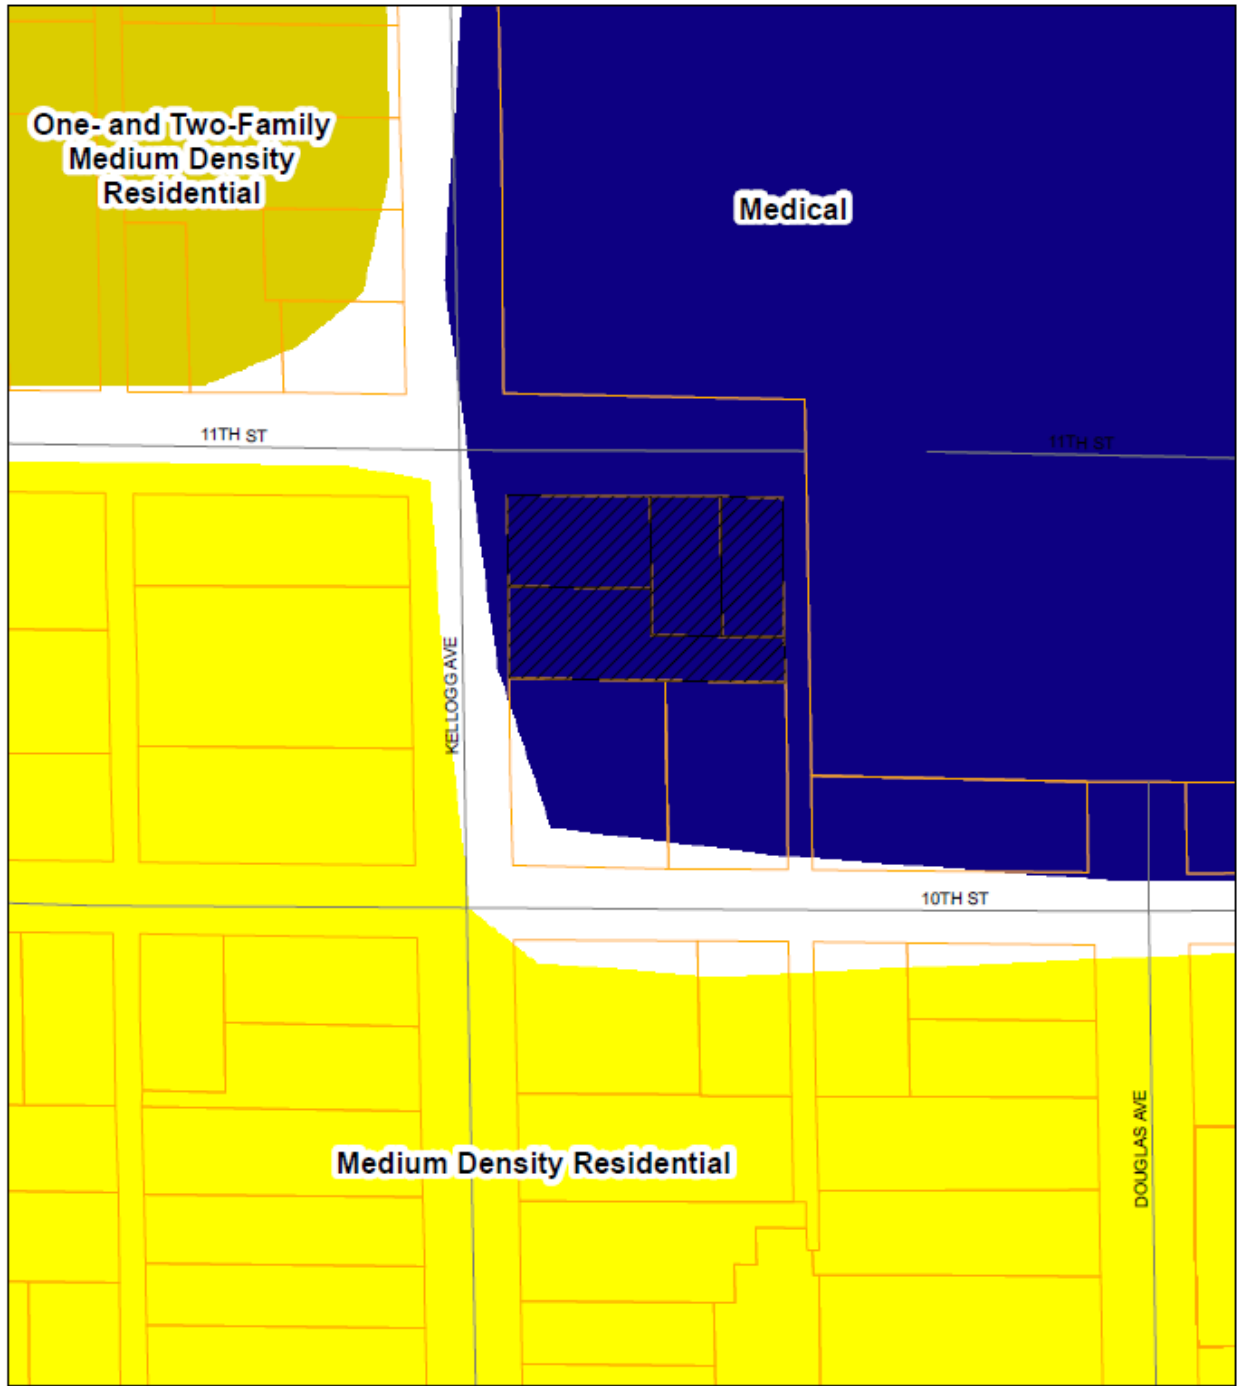 One- and Two-Family
Medium Density
Residential
Medical
11TH ST
11TH ST
KELLOGG AVE
10TH ST
DOUGLAS AVE
Medium Density Residential